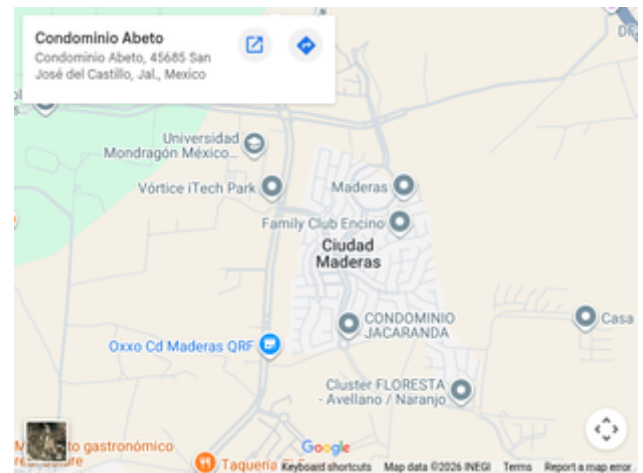 Condominio Abeto
Condominio Abeto, 45685 San
José del Castillo, Jal., Mexico
DE
Universidad
Mondragón México...
Vórtice iTech Park
Maderas
Family Club Encino
Ciudad
Maderas
CONDOMINIO
JACARANDA
Casa
Oxxo Cd Maderas QRF
Cluster FLORESTA
- Avellano / Naranjo
to gastronómico
Taqueria
Google
Keyboard shortcuts
Map data ©2026 INEGI
Terms
Report a map error